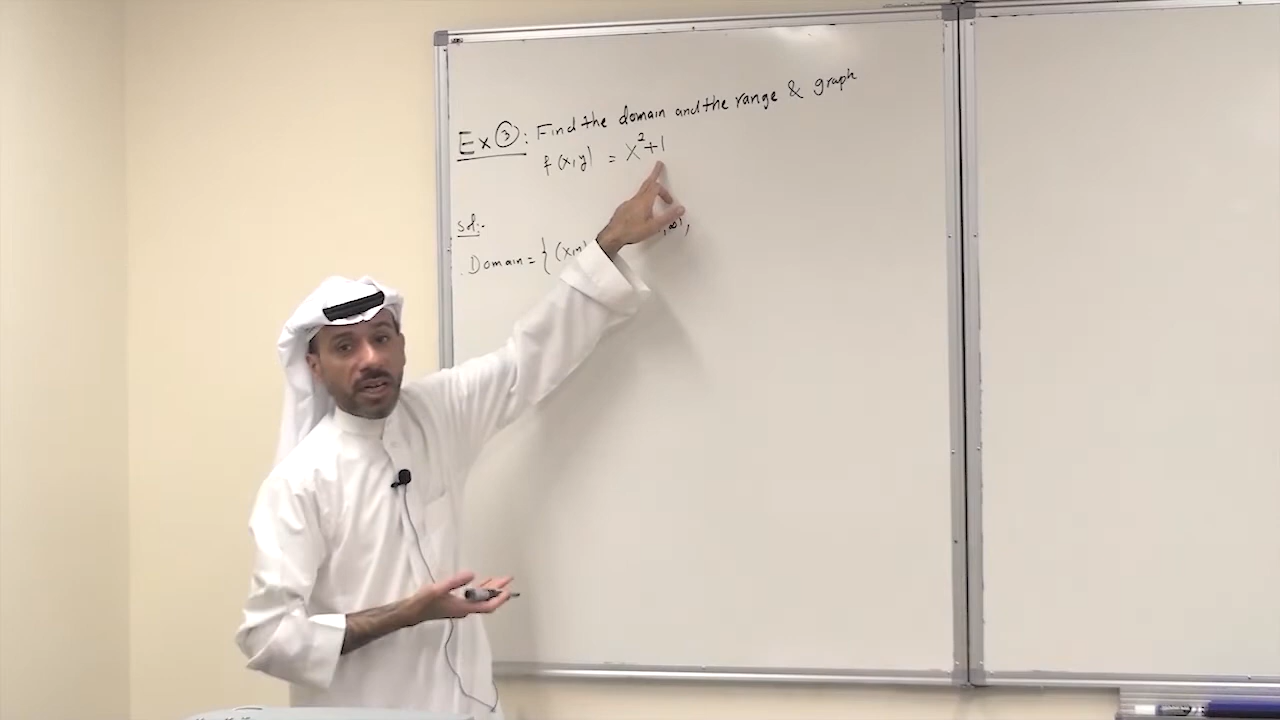 Ex ③: Find the domain and the range & graph
f(x,y) = x²+1
Sol:-
. Domain = { (x,y) ,∞),